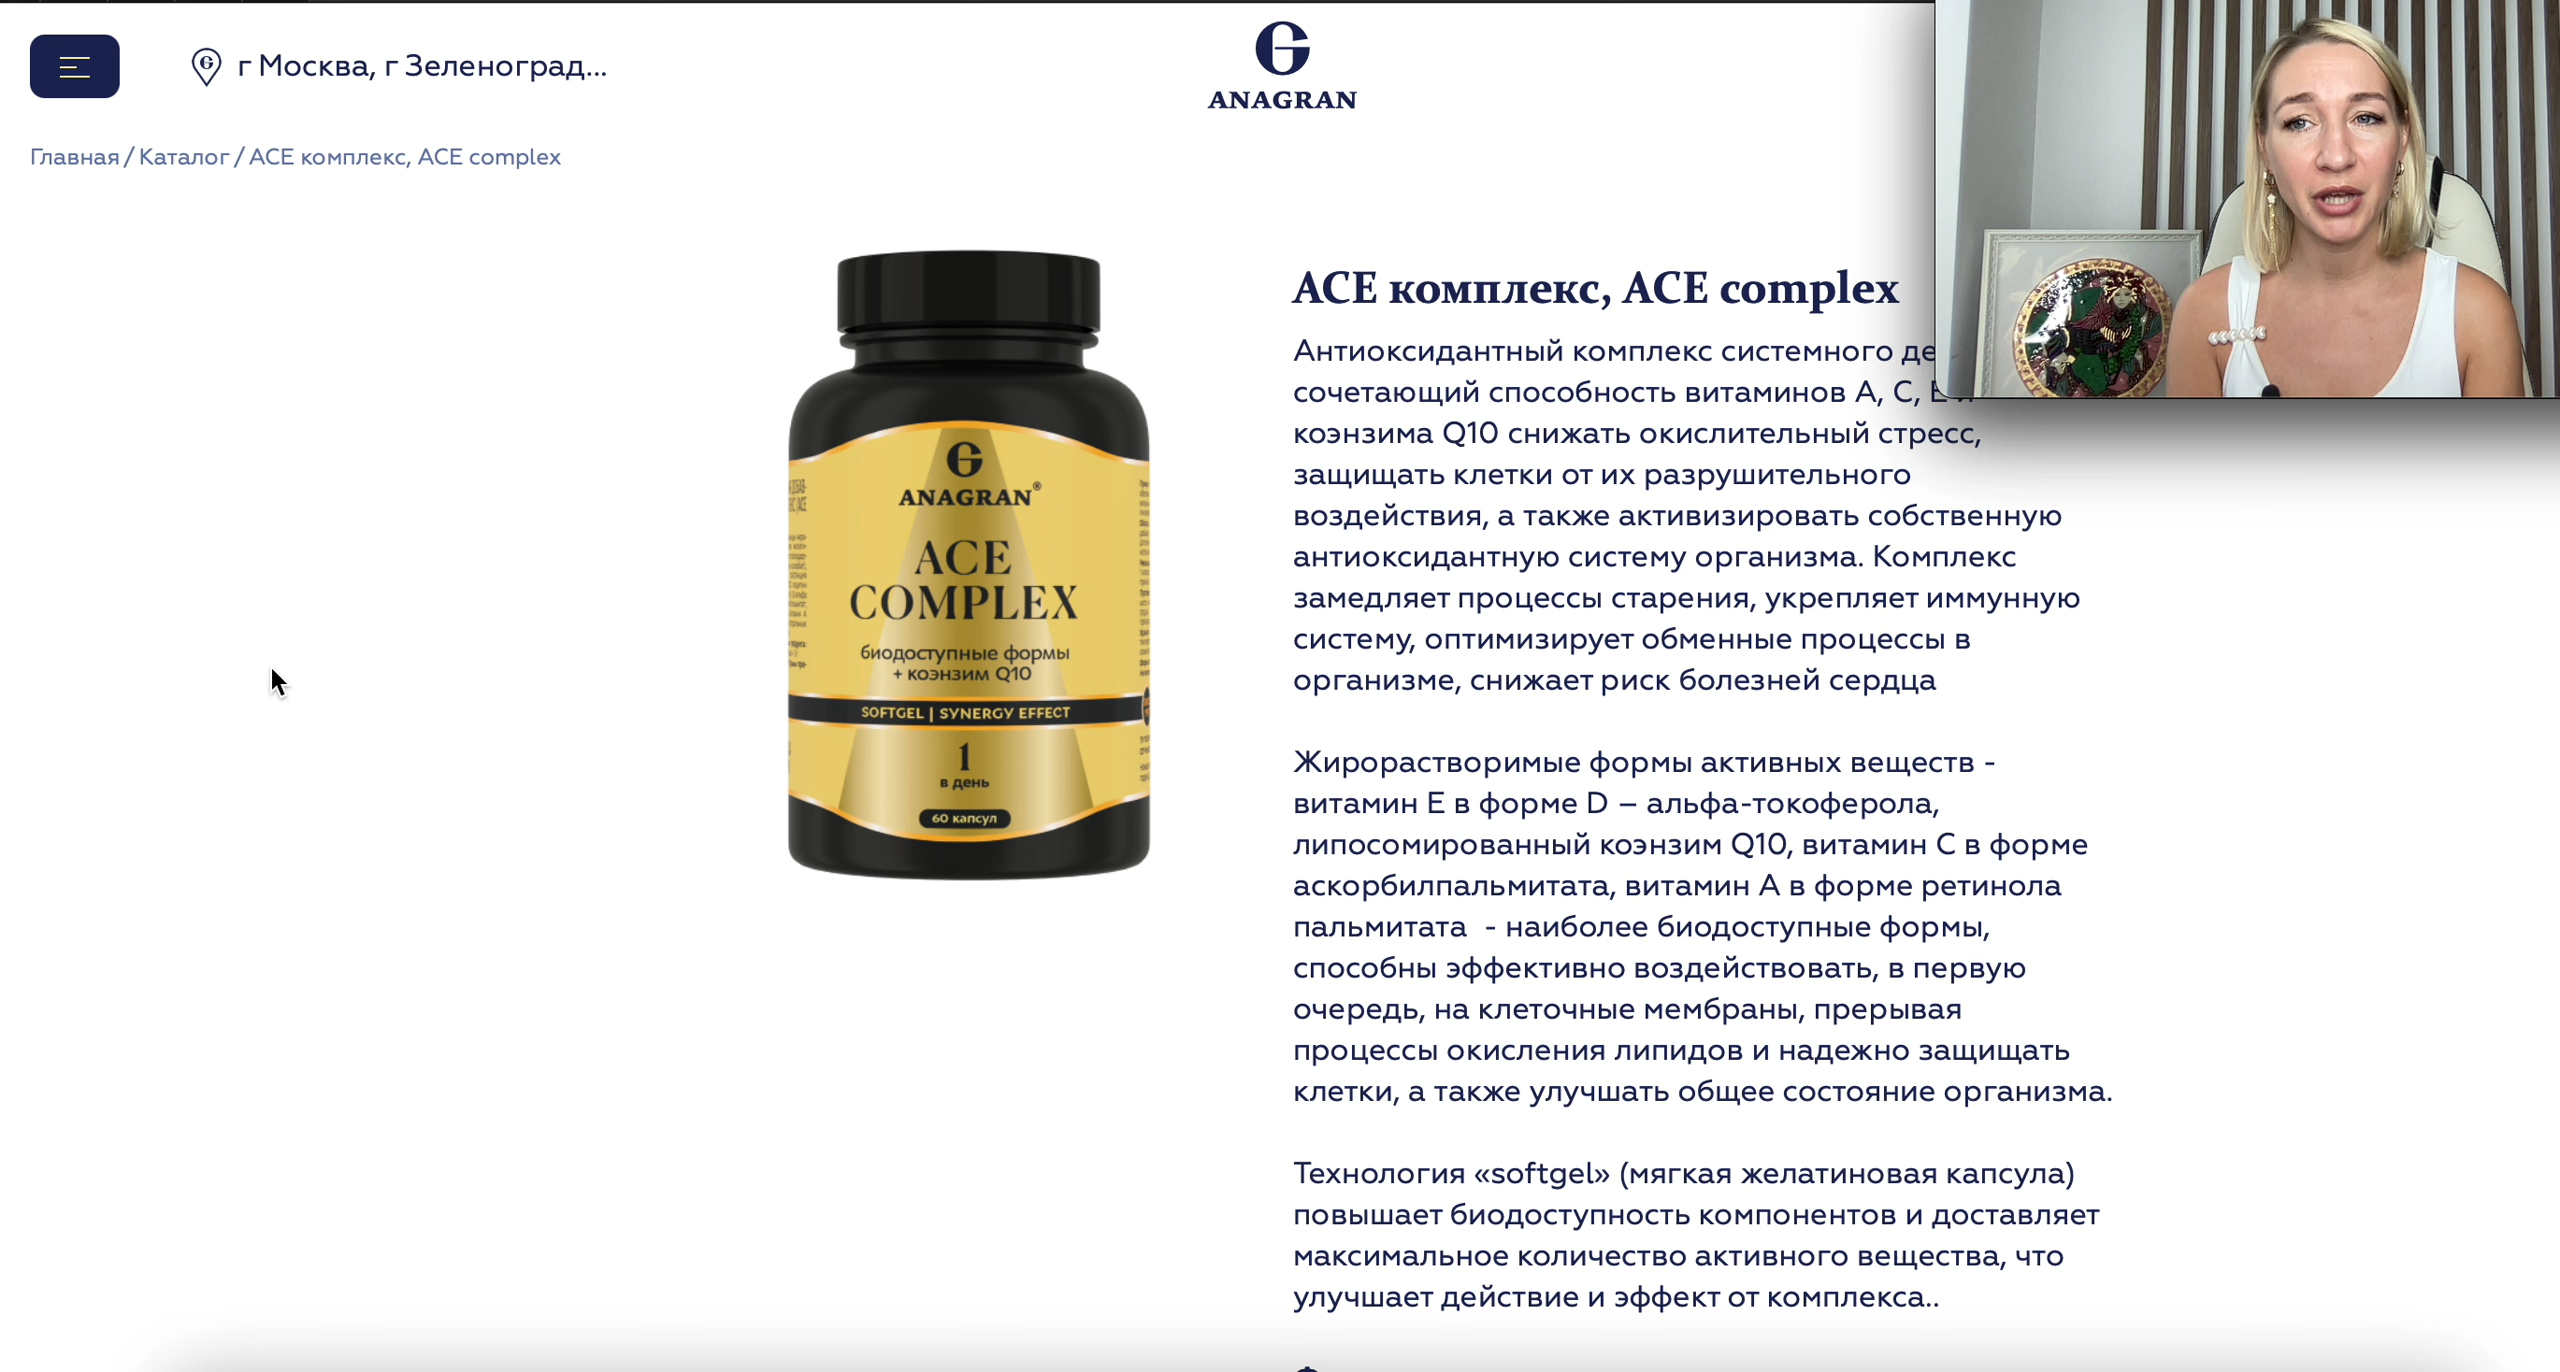 г Москва, г Зеленоград...
ANAGRAN
Главная / Каталог / ACE комплекс, ACE complex
ANAGRAN®
ACE
COMPLEX
биодоступные формы
+ коэнзим Q10
SOFTGEL | SYNERGY EFFECT
1
в день
60 капсул
ACE комплекс, ACE complex
Антиоксидантный комплекс системного де
сочетающий способность витаминов А, С, Е и
коэнзима Q10 снижать окислительный стресс,
защищать клетки от их разрушительного
воздействия, а также активизировать собственную
антиоксидантную систему организма. Комплекс
замедляет процессы старения, укрепляет иммунную
систему, оптимизирует обменные процессы в
организме, снижает риск болезней сердца
Жирорастворимые формы активных веществ -
витамин Е в форме D – альфа-токоферола,
липосомированный коэнзим Q10, витамин С в форме
аскорбилпальмитата, витамин А в форме ретинола
пальмитата - наиболее биодоступные формы,
способны эффективно воздействовать, в первую
очередь, на клеточные мембраны, прерывая
процессы окисления липидов и надежно защищать
клетки, а также улучшать общее состояние организма.
Технология «softgel» (мягкая желатиновая капсула)
повышает биодоступность компонентов и доставляет
максимальное количество активного вещества, что
улучшает действие и эффект от комплекса..